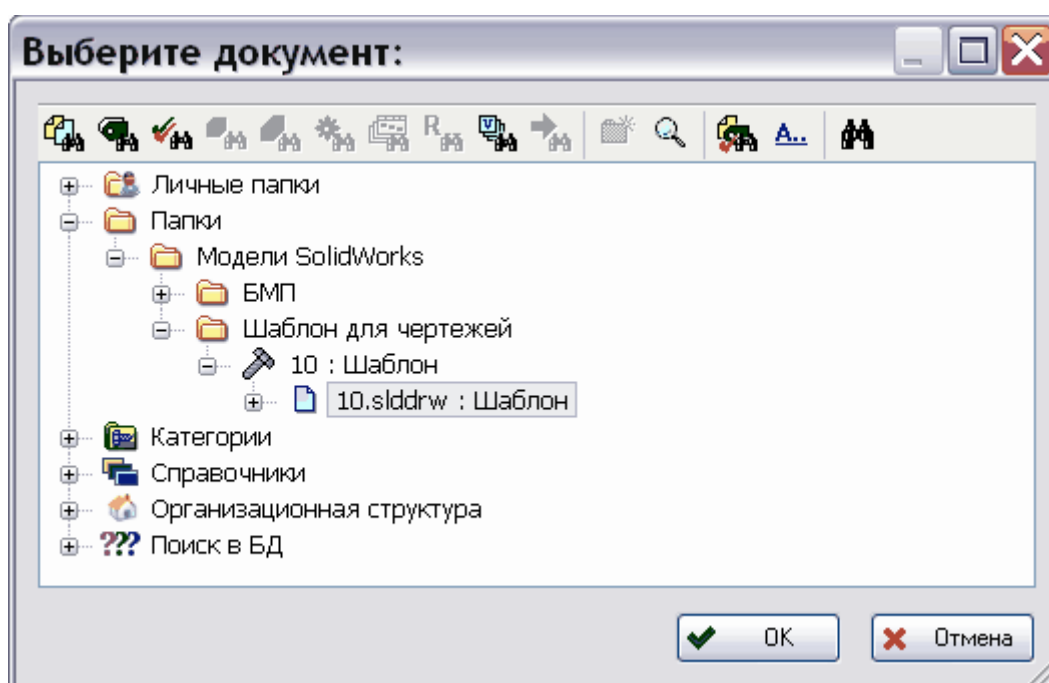 Выберите документ:
R
V
A..
Личные папки
Папки
Модели SolidWorks
БМП
Шаблон для чертежей
10 : Шаблон
10.slddrw : Шаблон
Категории
Справочники
Организационная структура
??? Поиск в БД
OK
Отмена